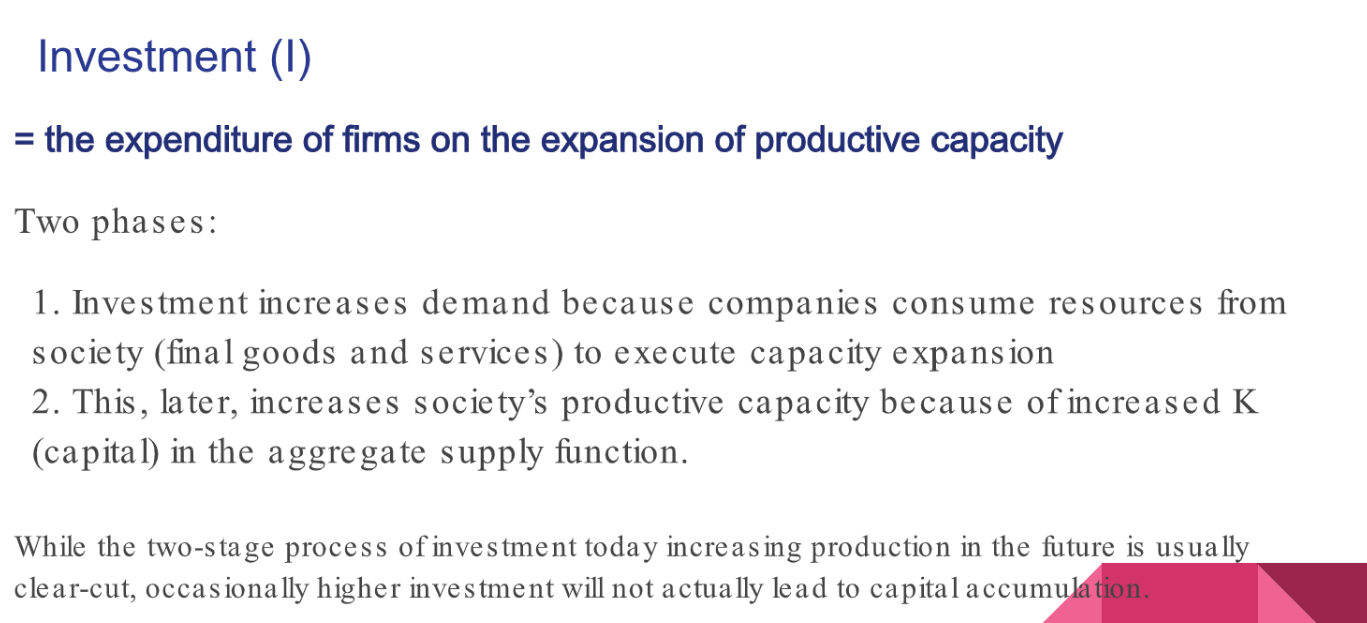 Investment (I)
= the expenditure of firms on the expansion of productive capacity
Two phases:
1. Investment increases demand because companies consume resources from
society (final goods and services) to execute capacity expansion
2. This, later, increases society’s productive capacity because of increased K
(capital) in the aggregate supply function.
While the two-stage process of investment today increasing production in the future is usually
clear-cut, occasionally higher investment will not actually lead to capital accumulation.